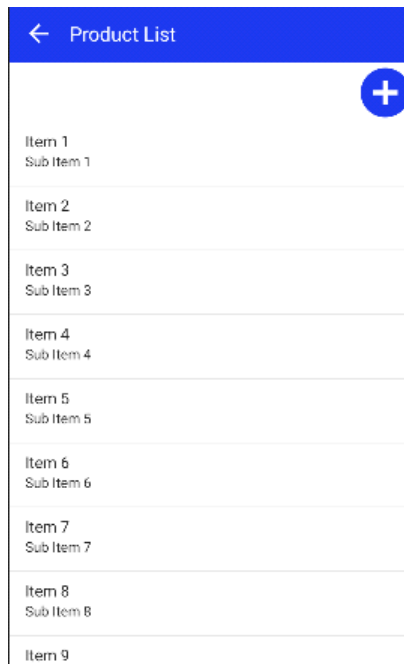 Product List
Item 1
Sub Item 1
Item 2
Sub Item 2
Item 3
Sub Item 3
Item 4
Sub Item 4
Item 5
Sub Item 5
Item 6
Sub Item 6
Item 7
Sub Item 7
Item 8
Sub Item 8
Item 9